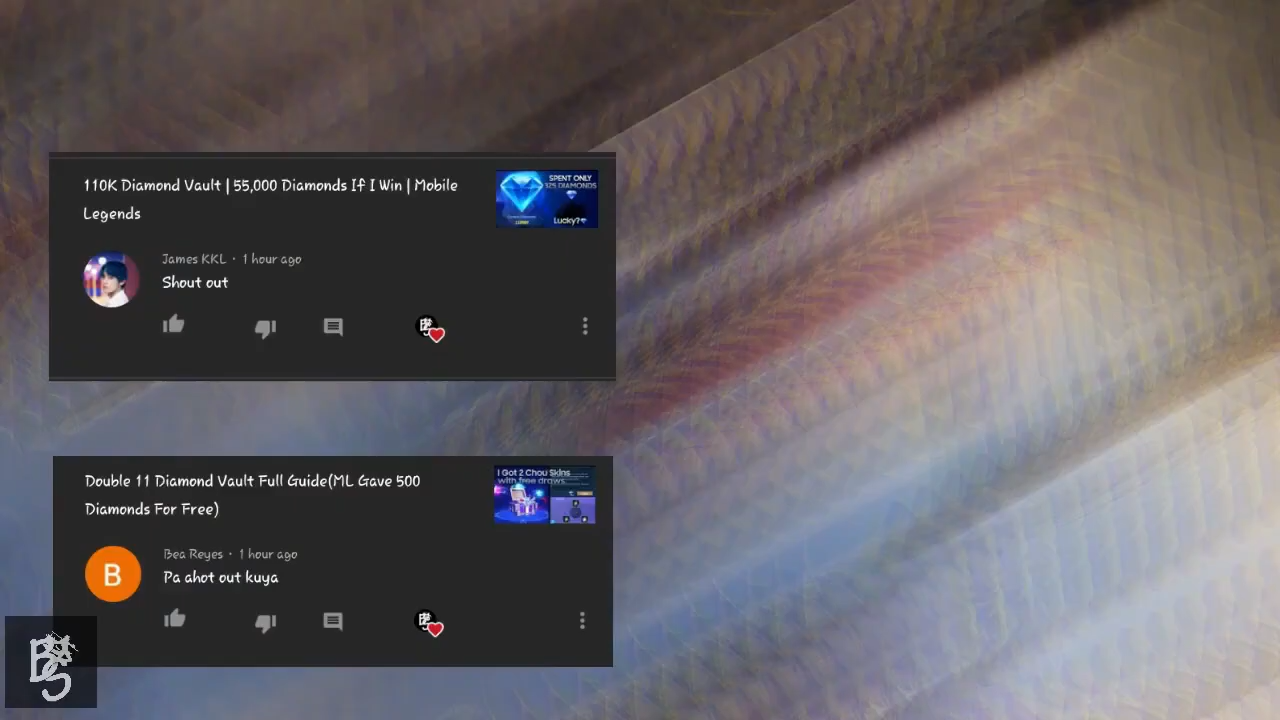 110K Diamond Vault | 55,000 Diamonds If I Win | Mobile
Legends
SPENT ONLY
325 DIAMONDS
Lucky?
James KKL · 1 hour ago
Shout out
Double 11 Diamond Vault Full Guide(ML Gave 500
Diamonds For Free)
I Got 2 Chou Skins
with free draws
Bea Reyes · 1 hour ago
B
Pa ahot out kuya